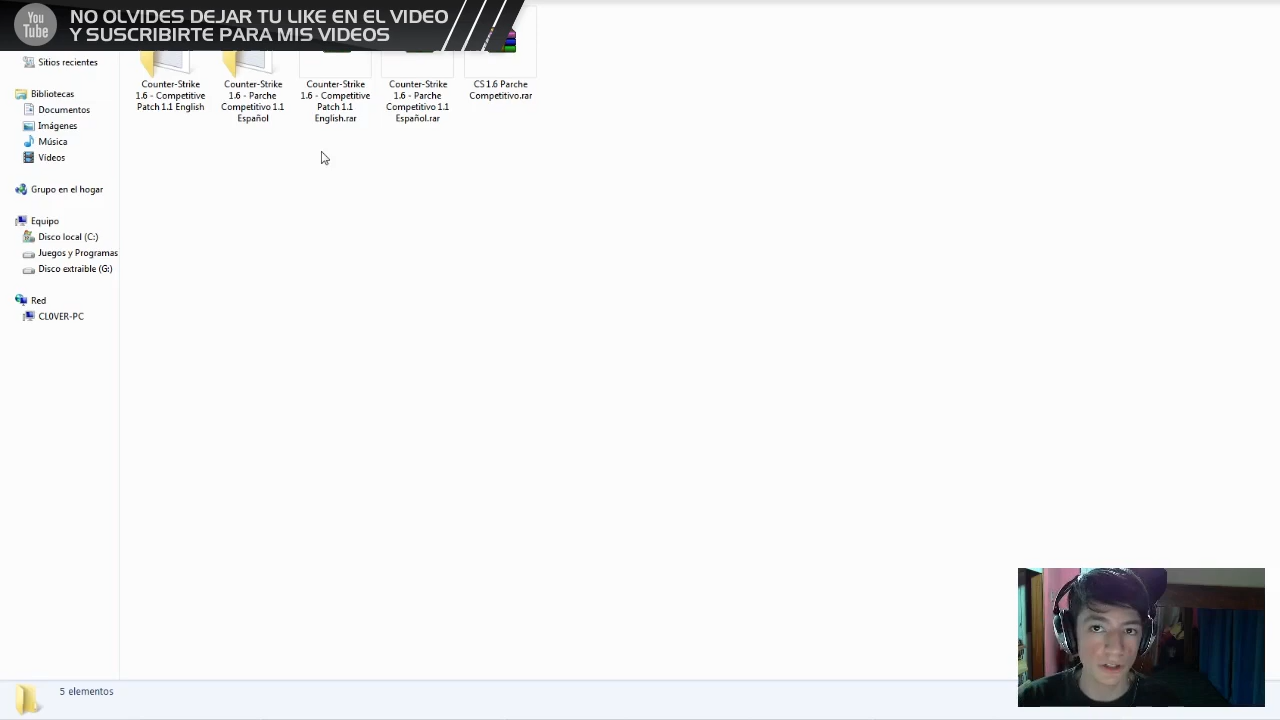 You
Tube
NO OLVIDES DEJAR TU LIKE EN EL VIDEO
Y SUSCRIBIRTE PARA MIS VIDEOS
Sitios recientes
Bibliotecas
Documentos
Imágenes
Música
Vídeos
Grupo en el hogar
Equipo
Disco local (C:)
Juegos y Programas
Disco extraíble (G:)
Red
CL0VER-PC
Counter-Strike
1.6 - Competitive
Patch 1.1 English
Counter-Strike
1.6 - Parche
Competitivo 1.1
Español
Counter-Strike
1.6 - Competitive
Patch 1.1
English.rar
Counter-Strike
1.6 - Parche
Competitivo 1.1
Español.rar
CS 1.6 Parche
Competitivo.rar
5 elementos